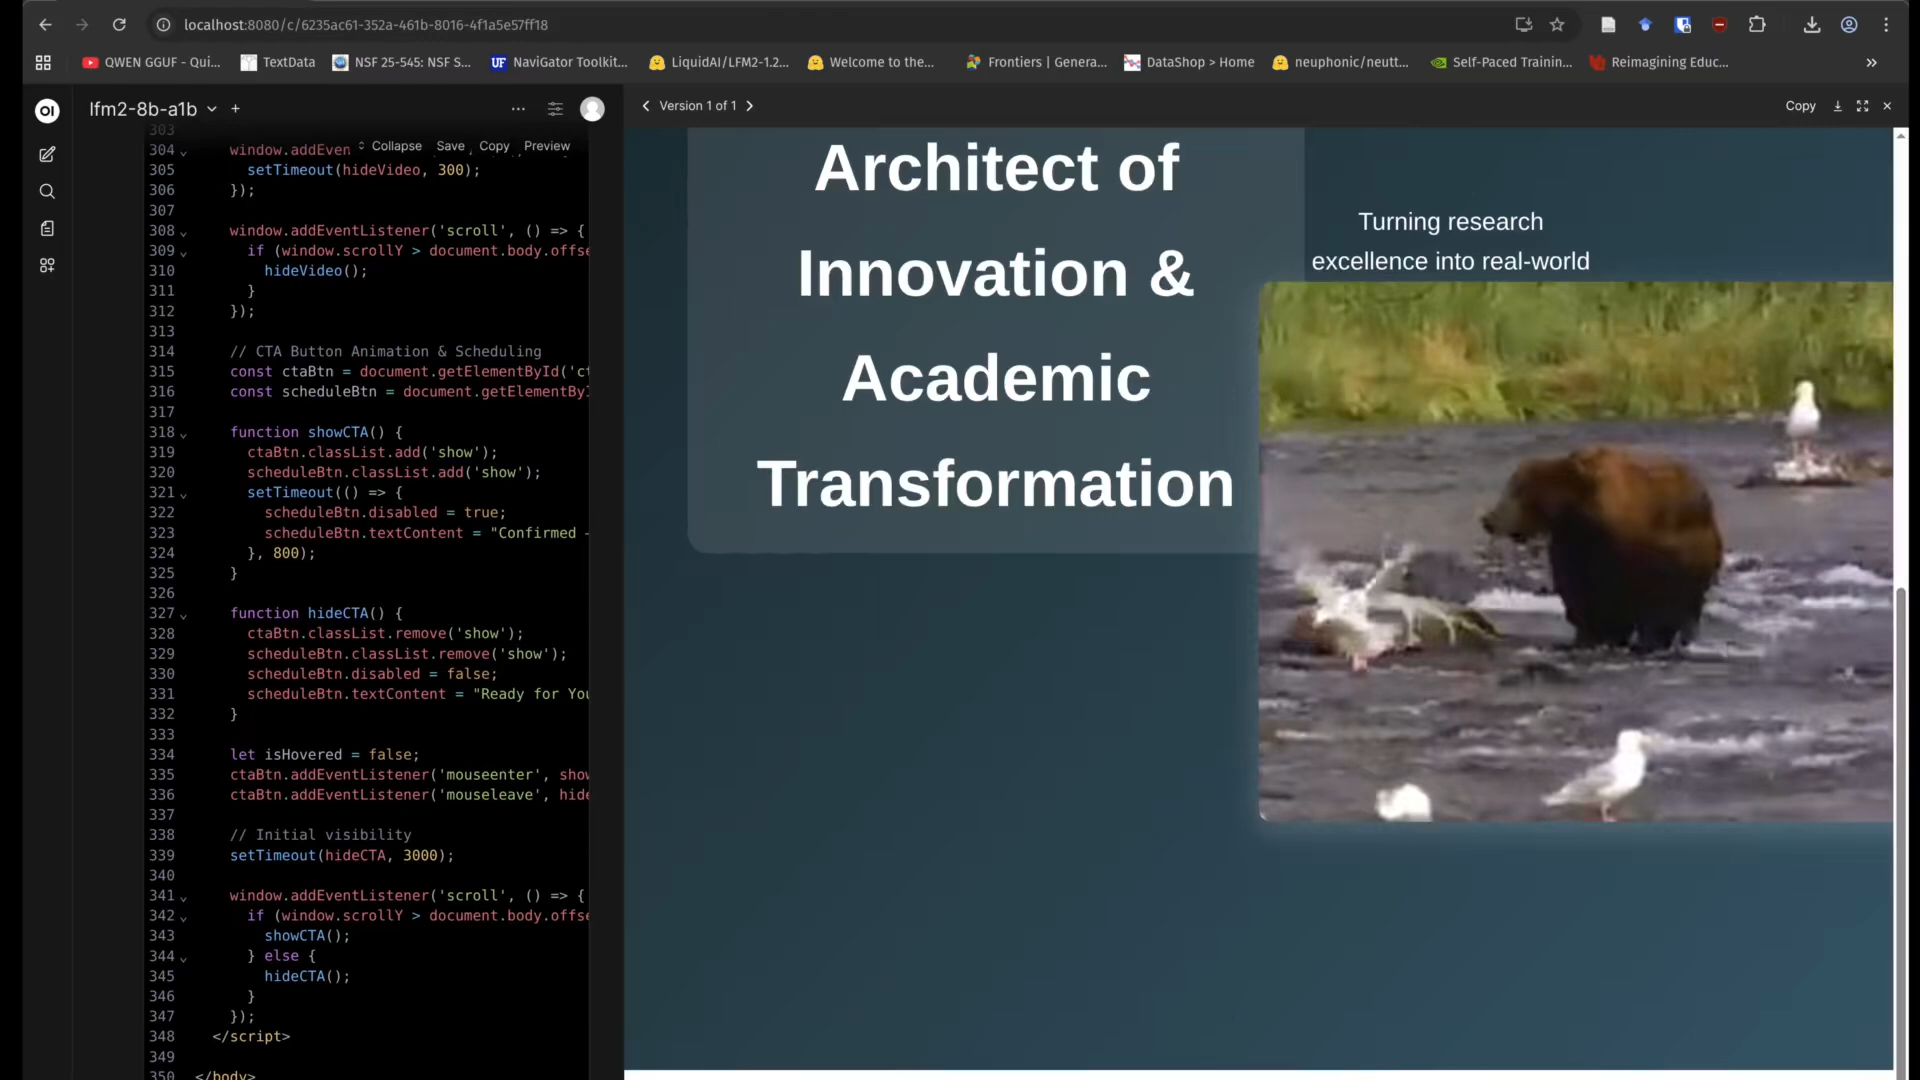 localhost:8080/c/6235ac61-352a-461b-8016-4f1a5e57ff18
QWEN GGUF - Qui...
TextData
NSF 25-545: NSF S...
UF Navigator Toolkit...
LiquidAI/LFM2-1.2...
Welcome to the...
Frontiers | Genera...
DataShop > Home
neuphonic/neutt...
Self-Paced Trainin...
Reimagining Educ...
OI
lfm2-8b-a1b
Collapse Save Copy Preview
303
304 window.addEven
305 setTimeout(hideVideo, 300);
306 });
307
308 window.addEventListener('scroll', () => {
309 if (window.scrollY > document.body.offse
310 hideVideo();
311 }
312 });
313
314 // CTA Button Animation & Scheduling
315 const ctaBtn = document.getElementById('ct
316 const scheduleBtn = document.getElementBy
317
318 function showCTA() {
319 ctaBtn.classList.add('show');
320 scheduleBtn.classList.add('show');
321 setTimeout(() => {
322 scheduleBtn.disabled = true;
323 scheduleBtn.textContent = "Confirmed -
324 }, 800);
325 }
326
327 function hideCTA() {
328 ctaBtn.classList.remove('show');
329 scheduleBtn.classList.remove('show');
330 scheduleBtn.disabled = false;
331 scheduleBtn.textContent = "Ready for You
332 }
333
334 let isHovered = false;
335 ctaBtn.addEventListener('mouseenter', show
336 ctaBtn.addEventListener('mouseleave', hide
337
338 // Initial visibility
339 setTimeout(hideCTA, 3000);
340
341 window.addEventListener('scroll', () => {
342 if (window.scrollY > document.body.offse
343 showCTA();
344 } else {
345 hideCTA();
346 }
347 });
348 </script>
349
350 </body>
Version 1 of 1
Copy
Architect of
Innovation &
Academic
Transformation
Turning research
excellence into real-world